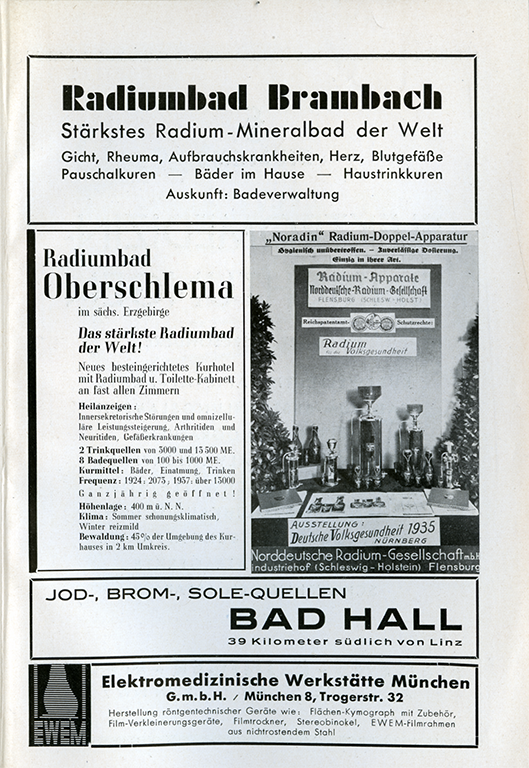 Radiumbad Brambach
Stärkstes Radium-Mineralbad der Welt
Gicht, Rheuma, Aufbrauchskrankheiten, Herz, Blutgefäße
Pauschalkuren — Bäder im Hause — Haustrinkkuren
Auskunft: Badeverwaltung
Radiumbad
Oberschlema
im sächs. Erzgebirge
Das stärkste Radiumbad
der Welt!
Neues besteingerichtetes Kurhotel
mit Radiumbad u. Toilette-Kabinett
an fast allen Zimmern
Heilanzeigen:
Innersekretorische Störungen und omnizellu-
läre Leistungssteigerung, Arthritiden und
Neuritiden, Gefäßerkrankungen
2 Trinkquellen von 5000 und 13500 ME.
8 Badequellen von 100 bis 1000 ME.
Kurmittel: Bäder, Einatmung, Trinken
Frequenz: 1924: 2073; 1937: über 15000
Ganzjährig geöffnet!
Höhenlage: 400 m ü. N. N.
Klima: Sommer schonungsklimatisch,
Winter reizmild
Bewaldung: 45% der Umgebung des Kur-
hauses in 2 km Umkreis.
„Noradin" Radium-Doppel-Apparatur
Hygienisch unübertroffen. - Zuverlässige Dosierung.
Einzig in ihrer Art.
Radium-Apparate
Norddeutsche-Radium-Gesellschaft
FLENSBURG (SCHLESW.-HOLST)
Reichspatentamt- Schutzrechte:
Radium
für die Volksgesundheit
AUSSTELLUNG:
Deutsche Volksgesundheit 1935
NÜRNBERG
Norddeutsche Radium-Gesellschaft mbH
Industriehof (Schleswig-Holstein) Flensburg
JOD-, BROM-, SOLE-QUELLEN
BAD HALL
39 Kilometer südlich von Linz
EWEM
Elektromedizinische Werkstätte München
G.m.b.H. / München 8, Trogerstr. 32
Herstellung röntgentechnischer Geräte wie: Flächen-Kymograph mit Zubehör,
Film-Verkleinerungsgeräte, Filmtrockner, Stereobinokel, EWEM-Filmrahmen
aus nichtrostendem Stahl